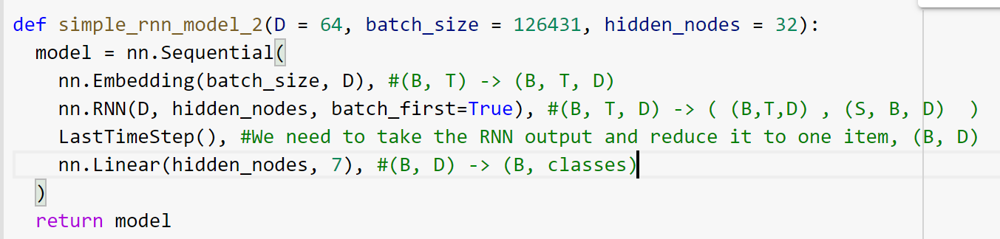 def simple_rnn_model_2(D = 64, batch_size = 126431, hidden_nodes = 32):
  model = nn.Sequential(
    nn.Embedding(batch_size, D), #(B, T) -> (B, T, D)
    nn.RNN(D, hidden_nodes, batch_first=True), #(B, T, D) -> ( (B,T,D) , (S, B, D)  )
    LastTimeStep(), #We need to take the RNN output and reduce it to one item, (B, D)
    nn.Linear(hidden_nodes, 7), #(B, D) -> (B, classes)
  )
  return model